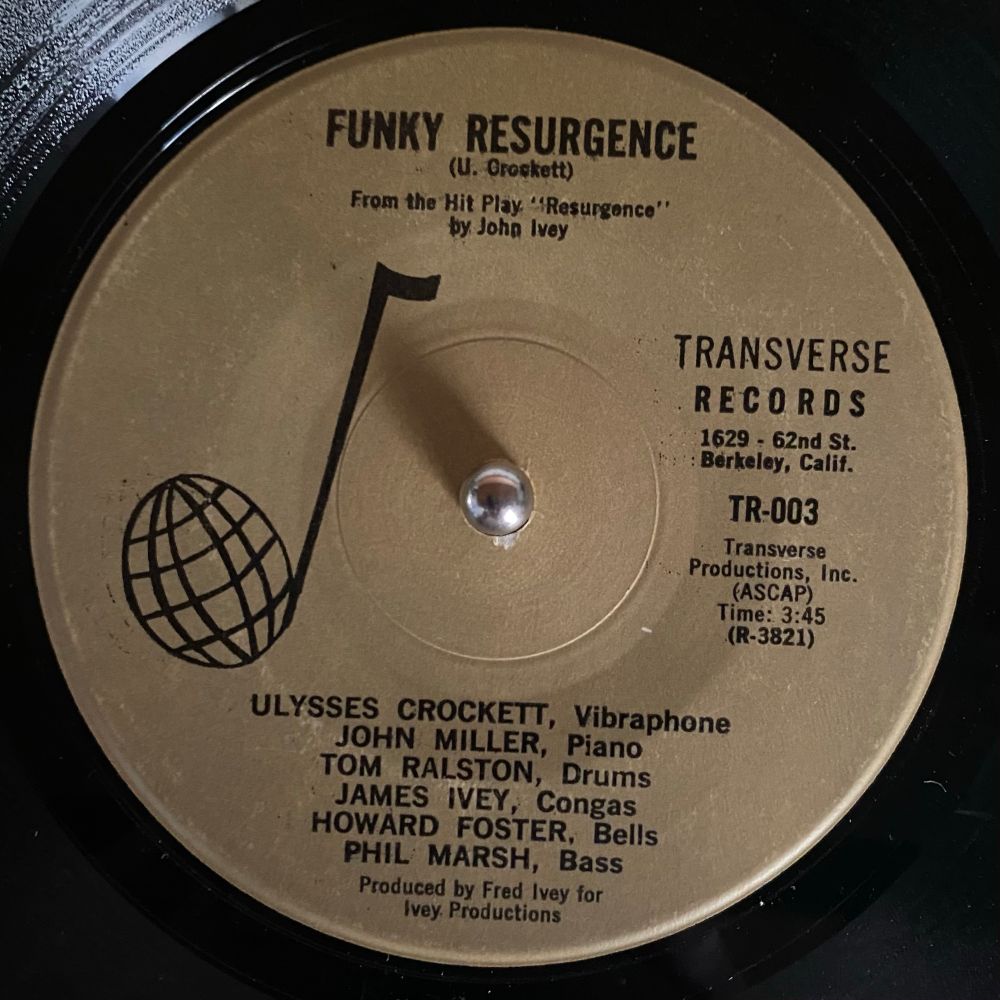 FUNKY RESURGENCE
(U. Crockett)
From the Hit Play "Resurgence"
by John Ivey
TRANSVERSE
RECORDS
1629 - 62nd St.
Berkeley, Calif.
TR-003
Transverse
Productions, Inc.
(ASCAP)
Time: 3:45
(R-3821)
ULYSSES CROCKETT, Vibraphone
JOHN MILLER, Piano
TOM RALSTON, Drums
JAMES IVEY, Congas
HOWARD FOSTER, Bells
PHIL MARSH, Bass
Produced by Fred Ivey for
Ivey Productions